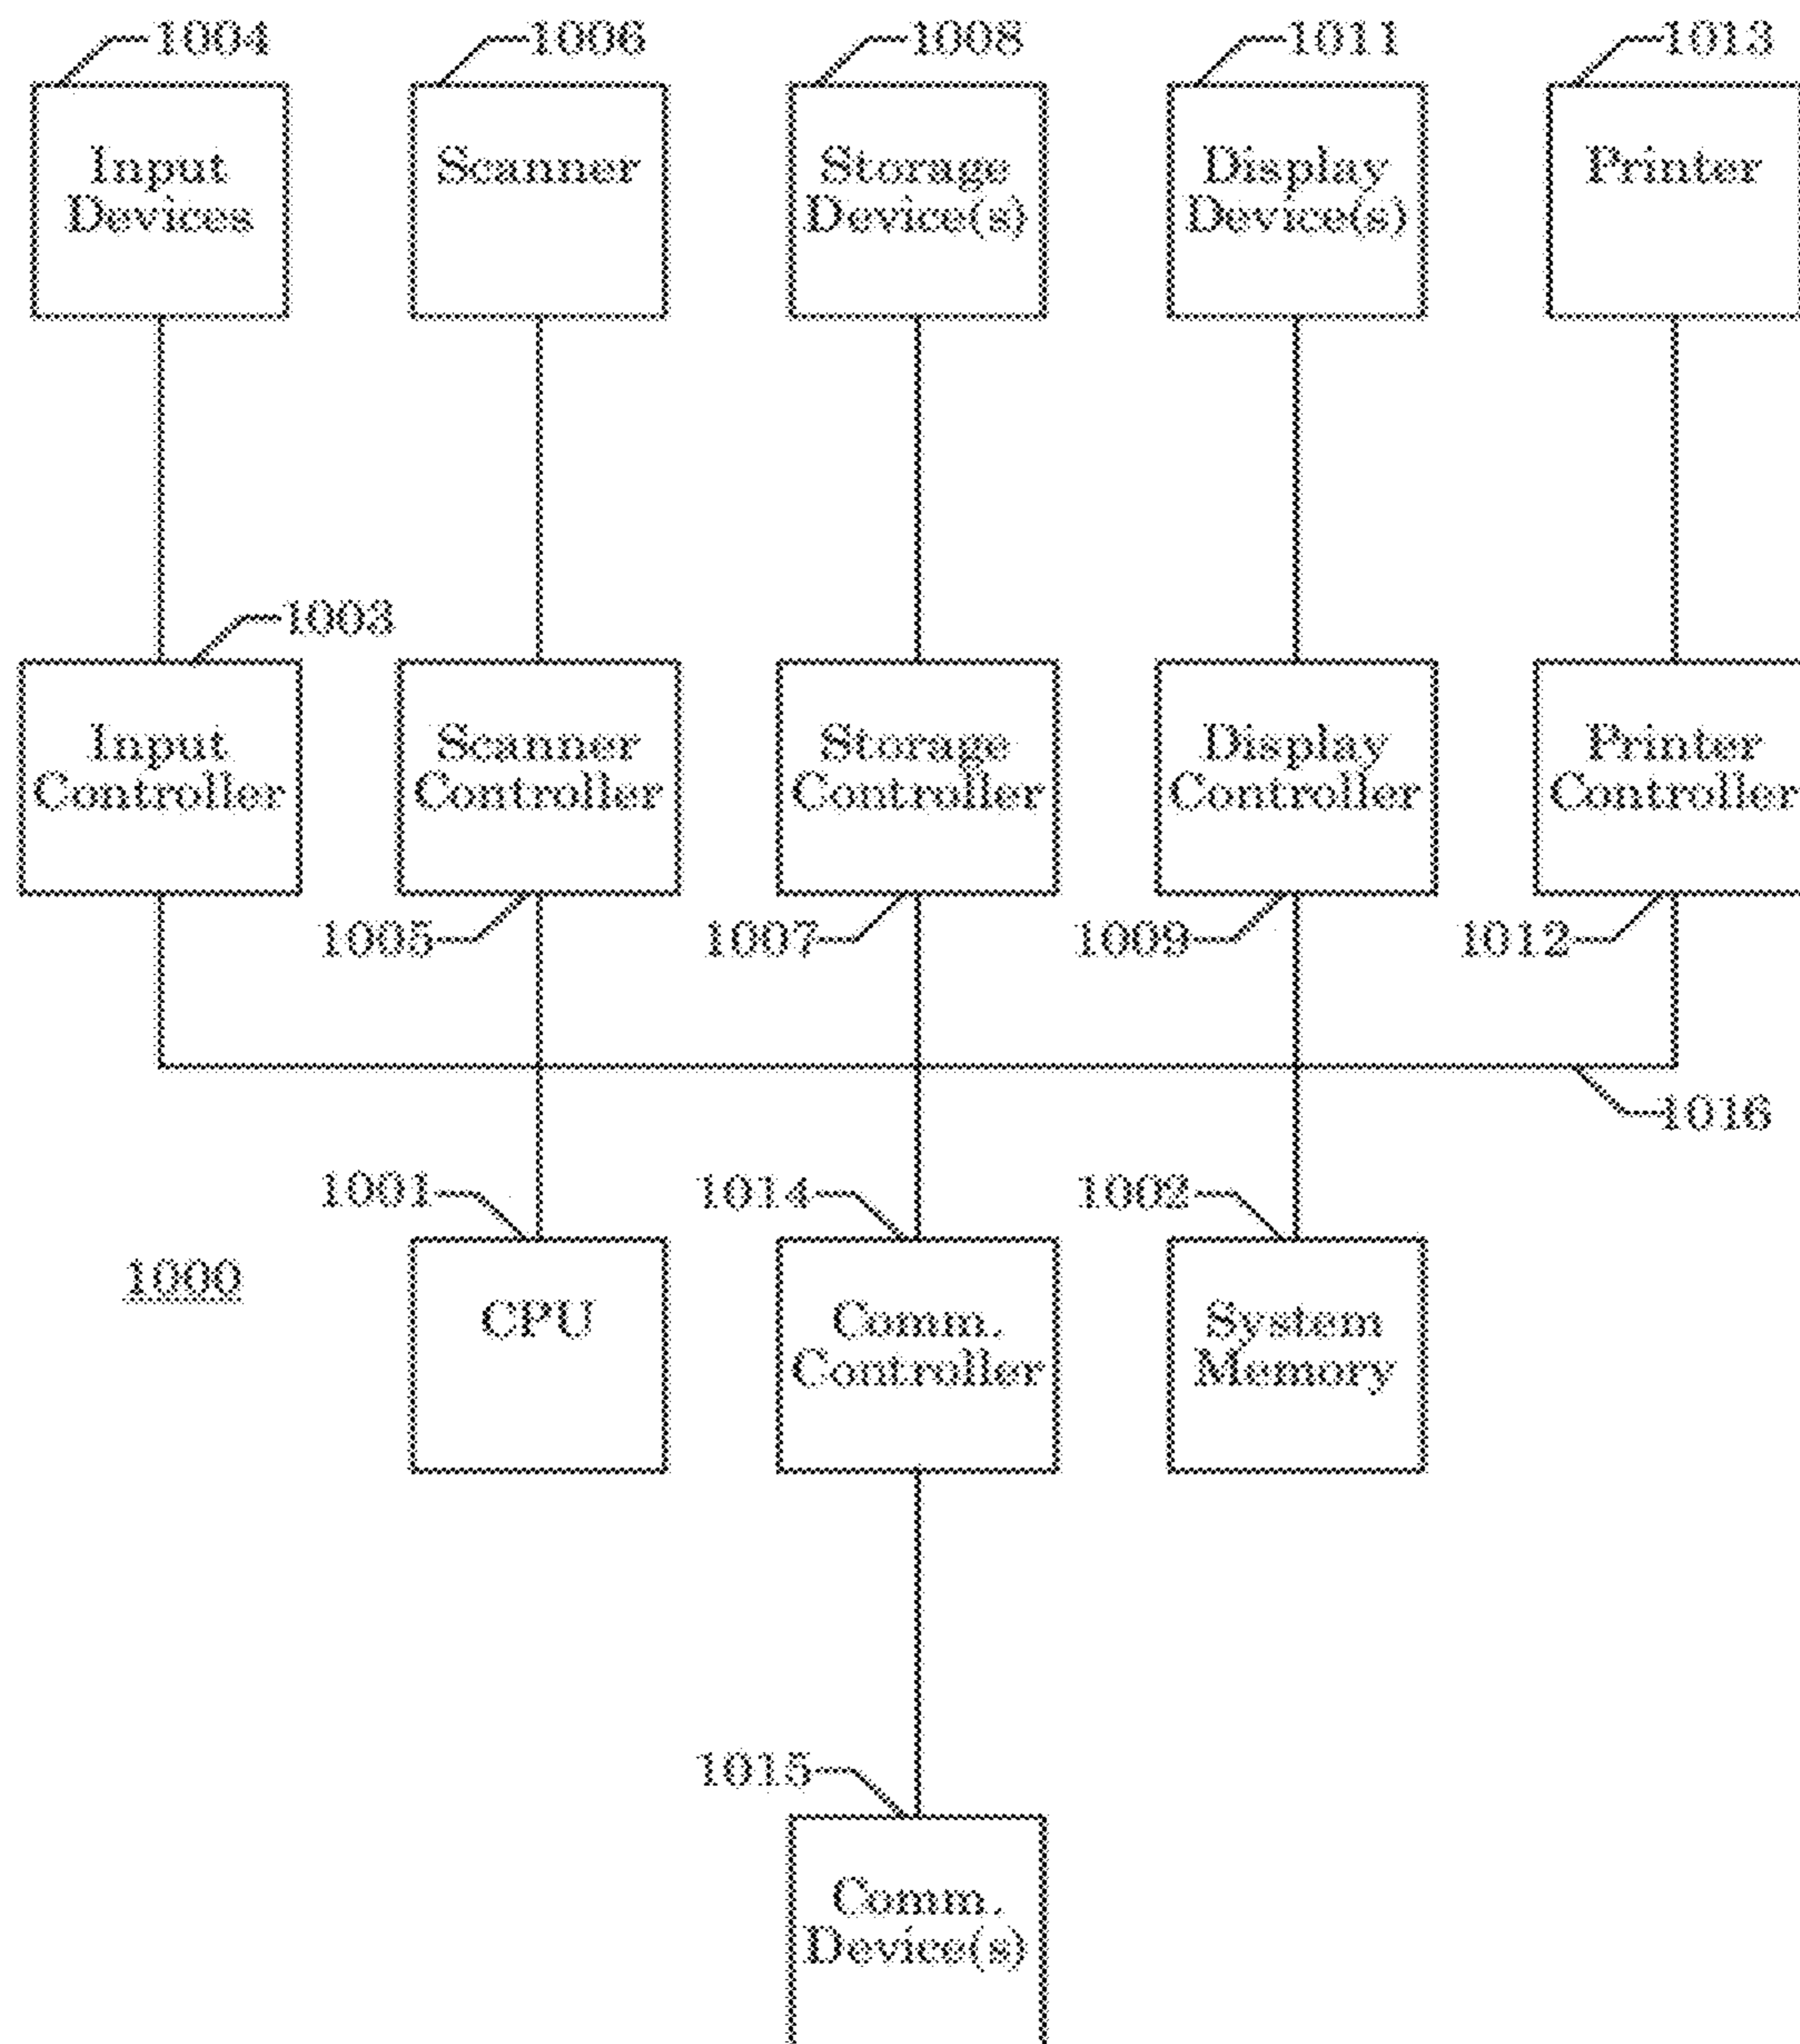 1004
1006
1008
1011
1013
Input
Devices
Scanner
Storage
Device(s)
Display
Device(s)
Printer
1003
Input
Controller
Scanner
Controller
Storage
Controller
Display
Controller
Printer
Controller
1005
1007
1009
1012
1016
1001
1014
1002
1000
CPU
Comm.
Controller
System
Memory
1015
Comm.
Device(s)